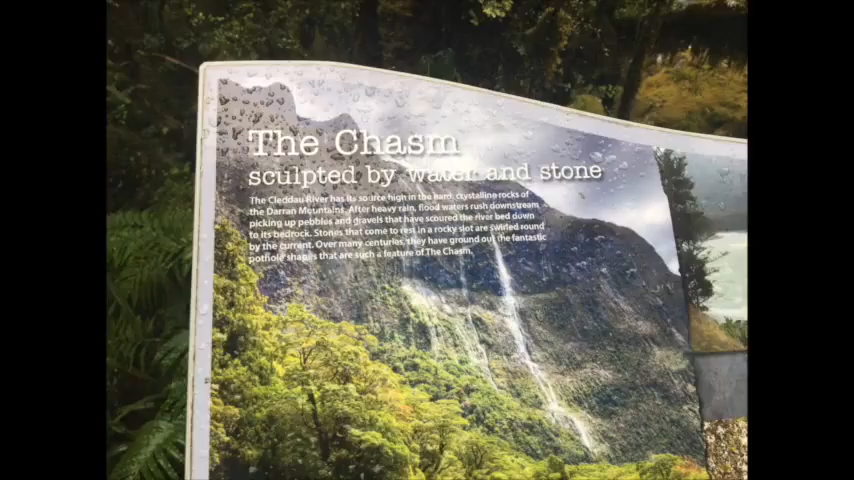 The Chasm
sculpted by water and stone
The Cleddau River has its source high in the hard, crystalline rocks of
the Darran Mountains. After heavy rain, flood waters rush downstream
picking up pebbles and gravels that have scoured the river bed down
to its bedrock. Stones that come to rest in a rocky slot are swirled round
by the current. Over many centuries, they have ground out the fantastic
pothole shapes that are such a feature of The Chasm.